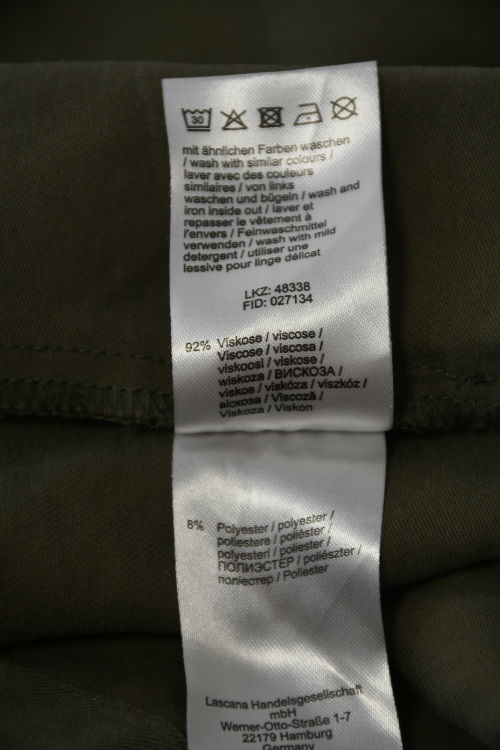 30
mit ähnlichen Farben waschen
/ wash with similar colours /
laver avec des couleurs
similaires / von links
waschen und bügeln / wash and
iron inside out / laver et
repasser le vêtement à
l'envers / Feinwaschmittel
verwenden / wash with mild
detergent / utiliser une
lessive pour linge délicat
LKZ: 48338
FID: 027134
92% Viskose / viscose /
Viscose / viscosa /
viskoosi / viskose /
wiskoza / ВИСКОЗА /
viskos / viskóza / viszkóz /
віскоза / Viscoză /
Viskoza / Viskon
8% Polyester / polyester /
poliestere / poliéster /
polyesteri / poliester /
ПОЛИЭСТЕР / poliészter /
поліестер / Poliester
Lascana Handelsgesellschaft
mbH
Werner-Otto-Straße 1-7
22179 Hamburg
Germany